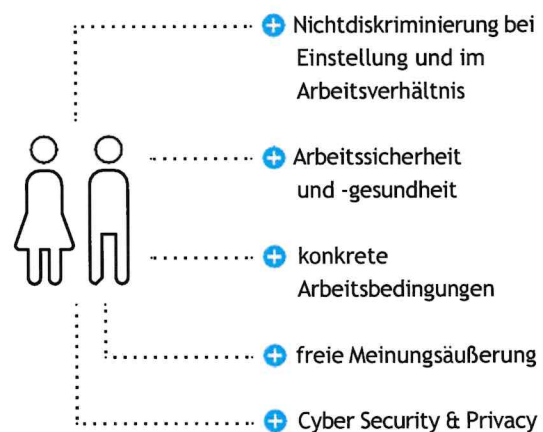 Nichtdiskriminierung bei
Einstellung und im
Arbeitsverhältnis
Arbeitssicherheit
und -gesundheit
konkrete
Arbeitsbedingungen
freie Meinungsäußerung
Cyber Security & Privacy